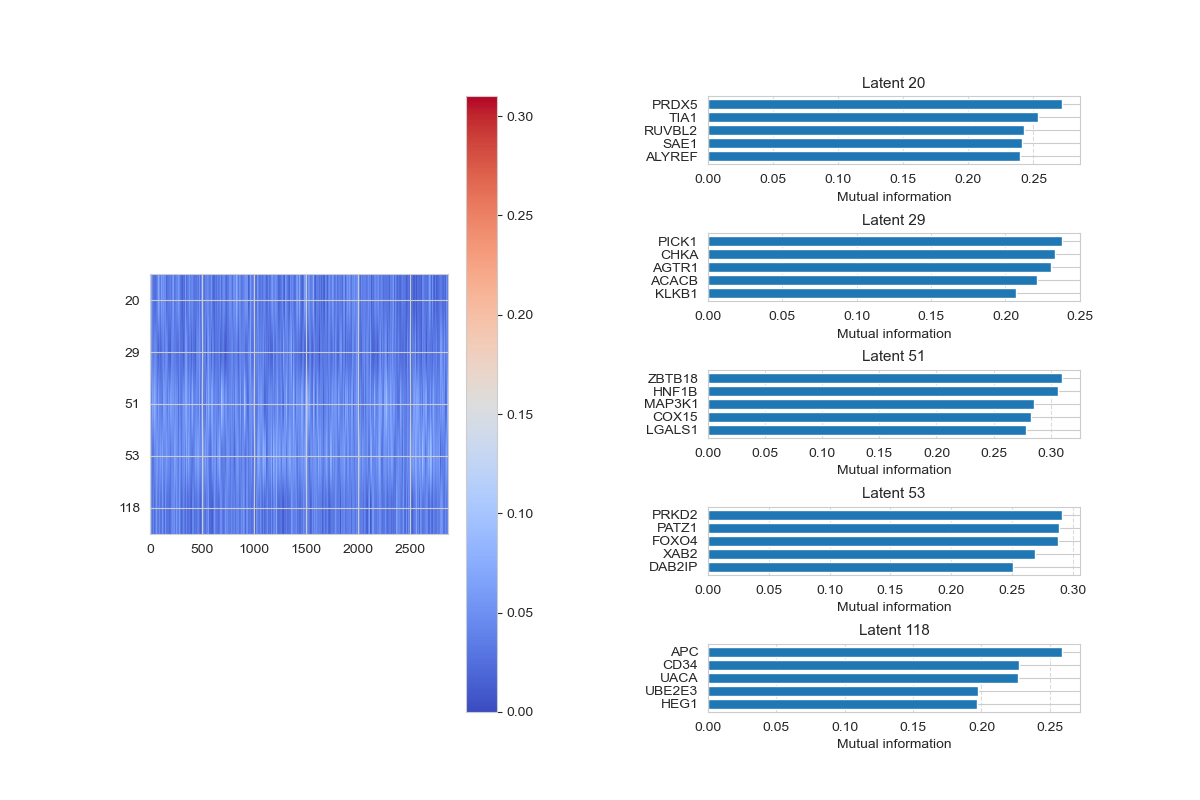 20
29
51
53
118
0 500 1000 1500 2000 2500
0.30
0.25
0.20
0.15
0.10
0.05
0.00
Latent 20
PRDX5
TIA1
RUVBL2
SAE1
ALYREF
0.00 0.05 0.10 0.15 0.20 0.25
Mutual information
Latent 29
PICK1
CHKA
AGTR1
ACACB
KLKB1
0.00 0.05 0.10 0.15 0.20 0.25
Mutual information
Latent 51
ZBTB18
HNF1B
MAP3K1
COX15
LGALS1
0.00 0.05 0.10 0.15 0.20 0.25 0.30
Mutual information
Latent 53
PRKD2
PATZ1
FOXO4
XAB2
DAB2IP
0.00 0.05 0.10 0.15 0.20 0.25 0.30
Mutual information
Latent 118
APC
CD34
UACA
UBE2E3
HEG1
0.00 0.05 0.10 0.15 0.20 0.25
Mutual information